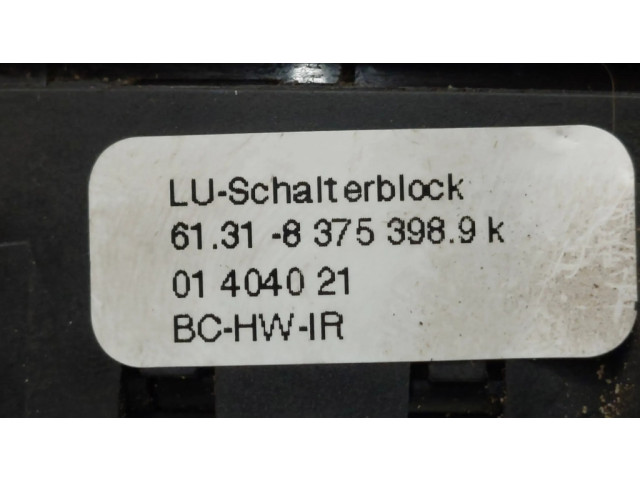 LU-Schalterblock
61.31 -8 375 398.9 k
01 4040 21
BC-HW-IR